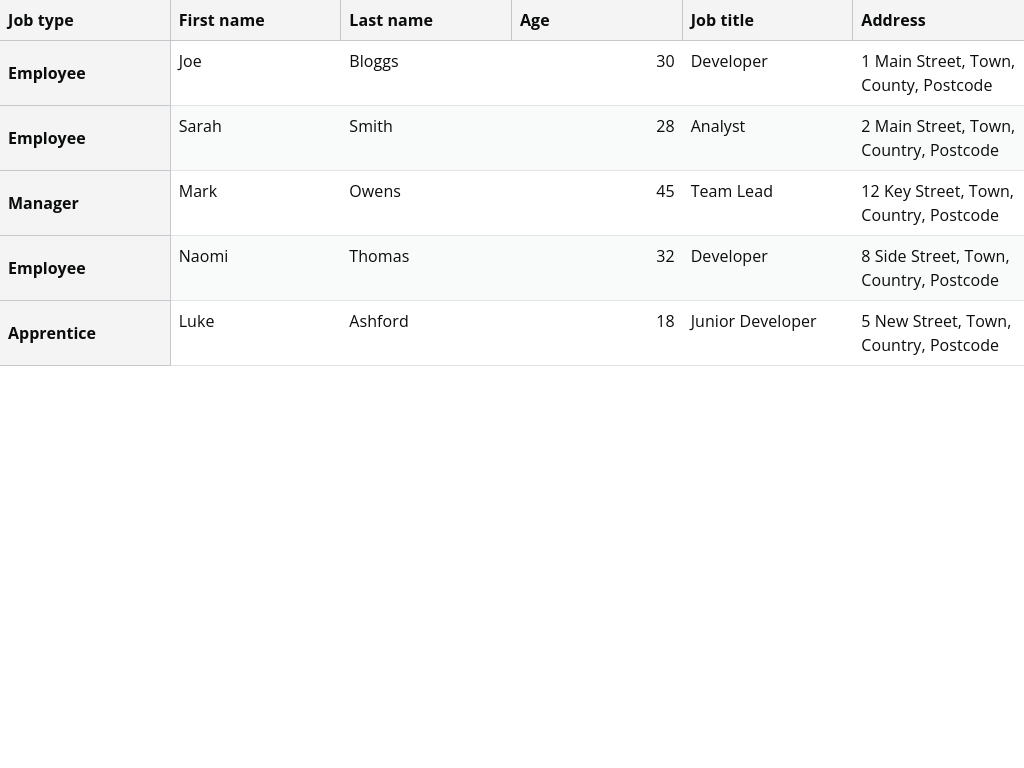 Job type First name Last name Age Job title Address
Employee Joe Bloggs 30 Developer 1 Main Street, Town,
County, Postcode
Employee Sarah Smith 28 Analyst 2 Main Street, Town,
Country, Postcode
Manager Mark Owens 45 Team Lead 12 Key Street, Town,
Country, Postcode
Employee Naomi Thomas 32 Developer 8 Side Street, Town,
Country, Postcode
Apprentice Luke Ashford 18 Junior Developer 5 New Street, Town,
Country, Postcode